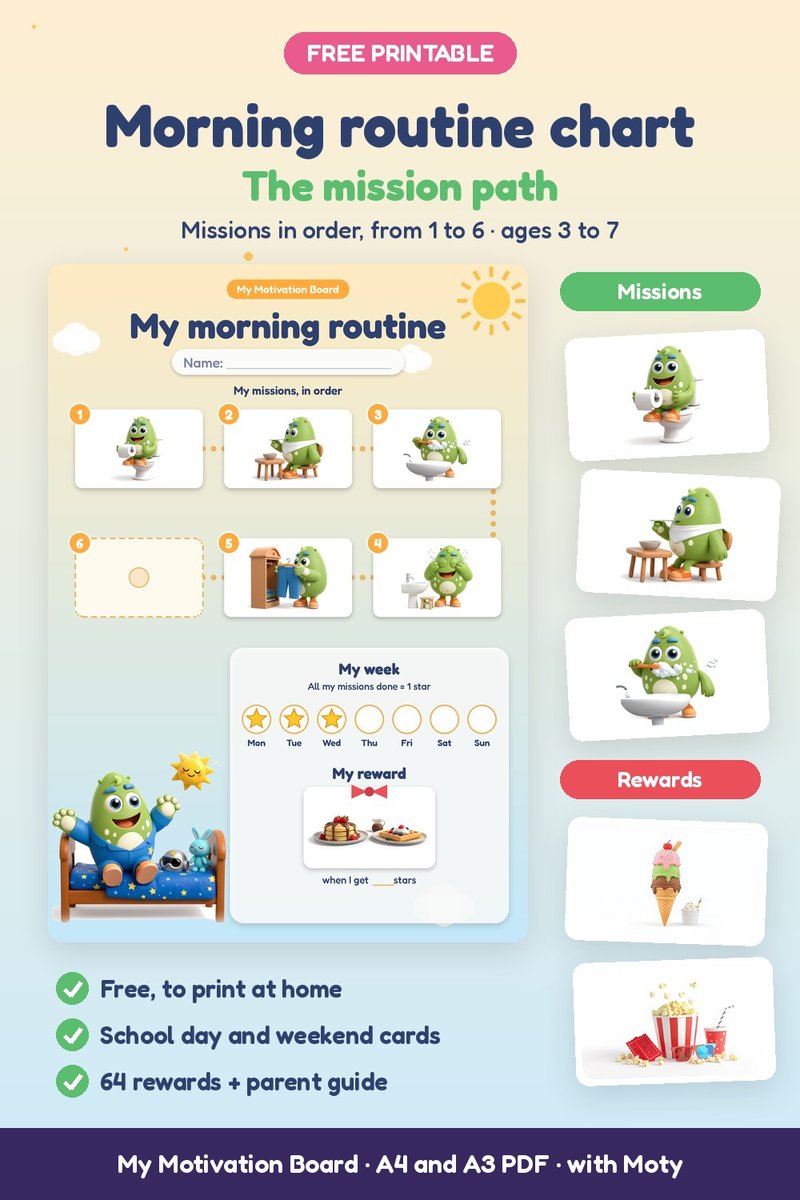 FREE PRINTABLE
Morning routine chart
The mission path
Missions in order, from 1 to 6 · ages 3 to 7
My Motivation Board
My morning routine
Name:
My missions, in order
1 2 3
6 5 4
My week
All my missions done = 1 star
Mon Tue Wed Thu Fri Sat Sun
My reward
when I get ____stars
Missions
Rewards
Free, to print at home
School day and weekend cards
64 rewards + parent guide
My Motivation Board · A4 and A3 PDF · with Moty